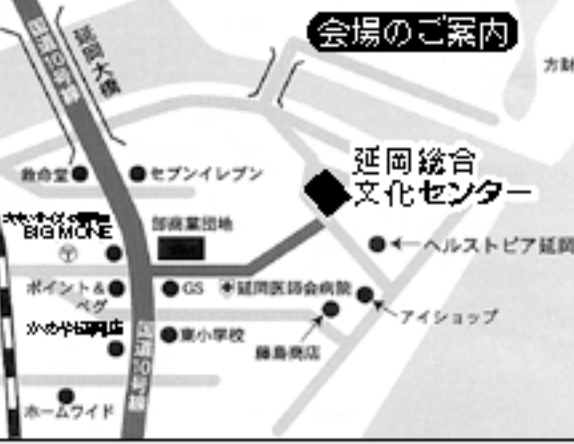 会場のご案内
国道10号線
延岡大橋
方財
救命堂
セブンイレブン
延岡総合
文化センター
BIG MONE
卸商業団地
ヘルストピア延岡
ポイント&
ペグ
GS
延岡医師会病院
アイショップ
東小学校
藤島商店
国道10号線
ホームワイド